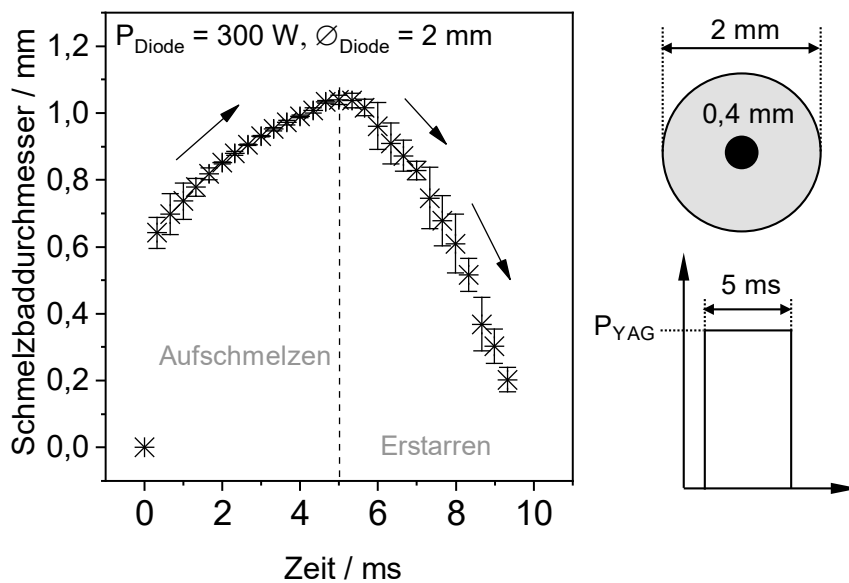 P_Diode = 300 W, ∅_Diode = 2 mm
1,2
1,0
0,8
0,6
0,4
0,2
0,0
Schmelzbaddurchmesser / mm
Aufschmelzen
Erstarren
0 2 4 6 8 10
Zeit / ms
2 mm
0,4 mm
5 ms
P_YAG